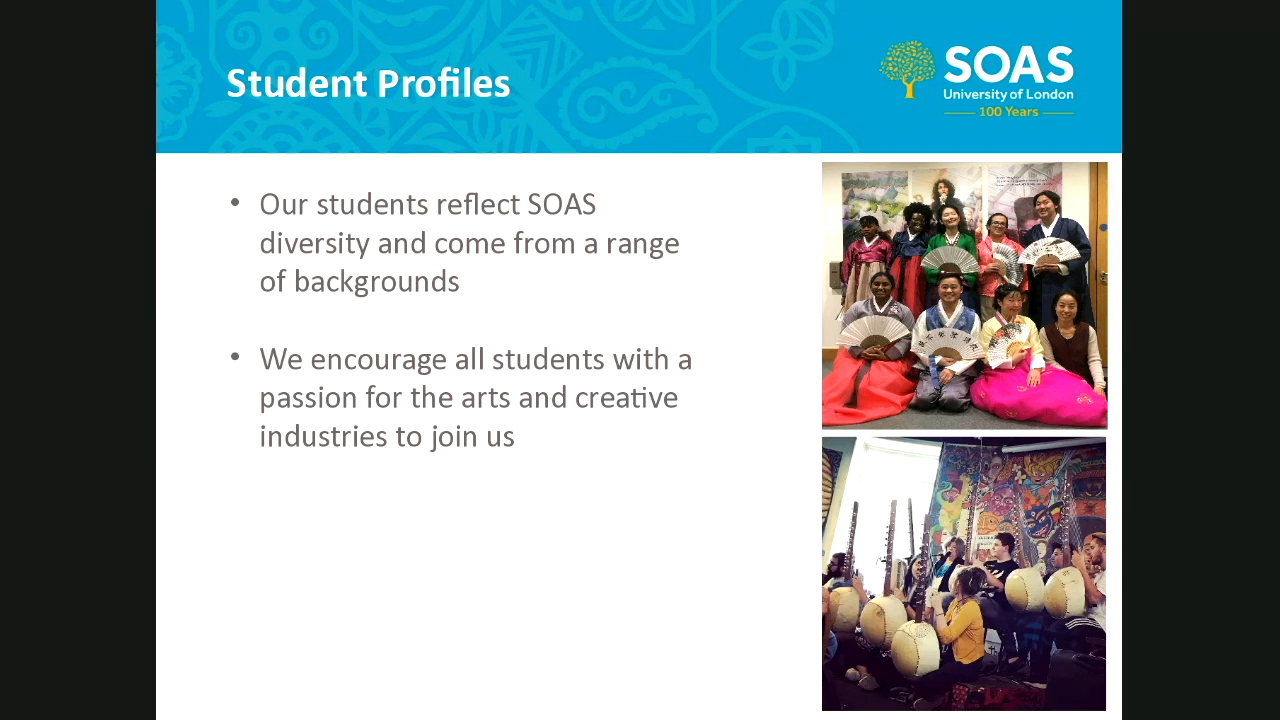 Student Profiles
SOAS
University of London
100 Years
• Our students reflect SOAS
diversity and come from a range
of backgrounds
• We encourage all students with a
passion for the arts and creative
industries to join us